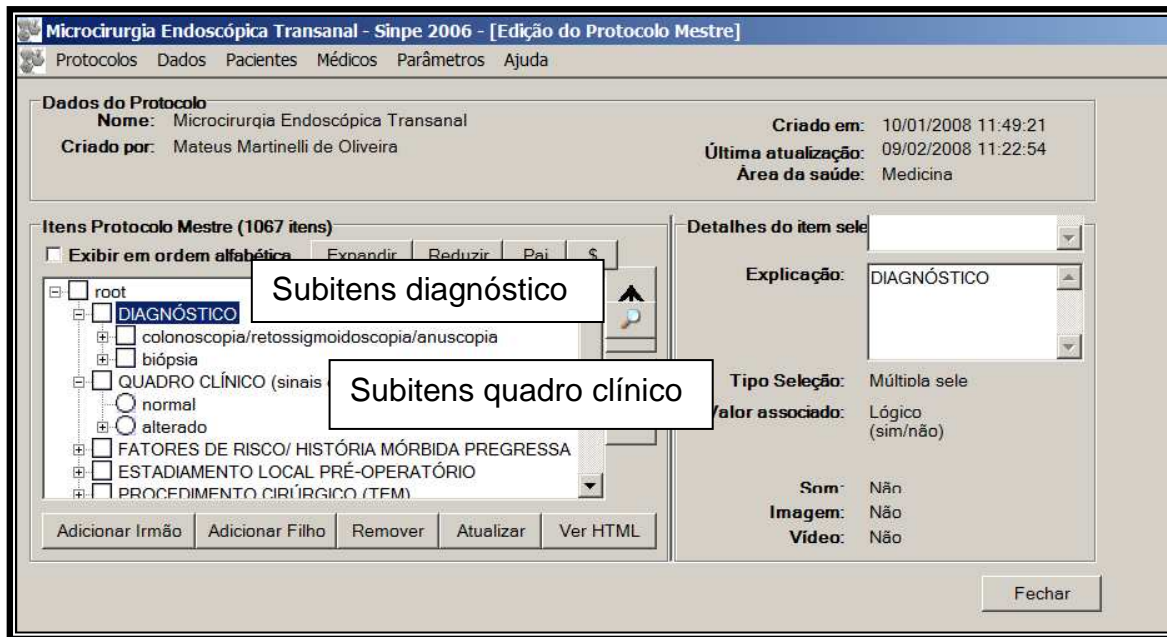 Microcirurgia Endoscópica Transanal - Sinpe 2006 - [Edição do Protocolo Mestre]
Protocolos Dados Pacientes Médicos Parâmetros Ajuda
Dados do Protocolo
Nome: Microcirurgia Endoscópica Transanal
Criado em: 10/01/2008 11:49:21
Criado por: Mateus Martinelli de Oliveira
Última atualização: 09/02/2008 11:22:54
Área da saúde: Medicina
Itens Protocolo Mestre (1067 itens)
Exibir em ordem alfabética Expandir Reduzir Pai $
Subitens diagnóstico
root
DIAGNÓSTICO
colonoscopia/retossigmoidoscopia/anuscopia
biópsia
QUADRO CLÍNICO (sinais
Subitens quadro clínico
normal
alterado
FATORES DE RISCO/ HISTÓRIA MÓRBIDA PREGRESSA
ESTADIAMENTO LOCAL PRÉ-OPERATÓRIO
PROCEDIMENTO CIRÚRGICO (TEM)
Adicionar Irmão Adicionar Filho Remover Atualizar Ver HTML
Detalhes do item sele
Explicação: DIAGNÓSTICO
Tipo Seleção: Múltipla sele
Valor associado: Lógico
(sim/não)
Som: Não
Imagem: Não
Vídeo: Não
Fechar